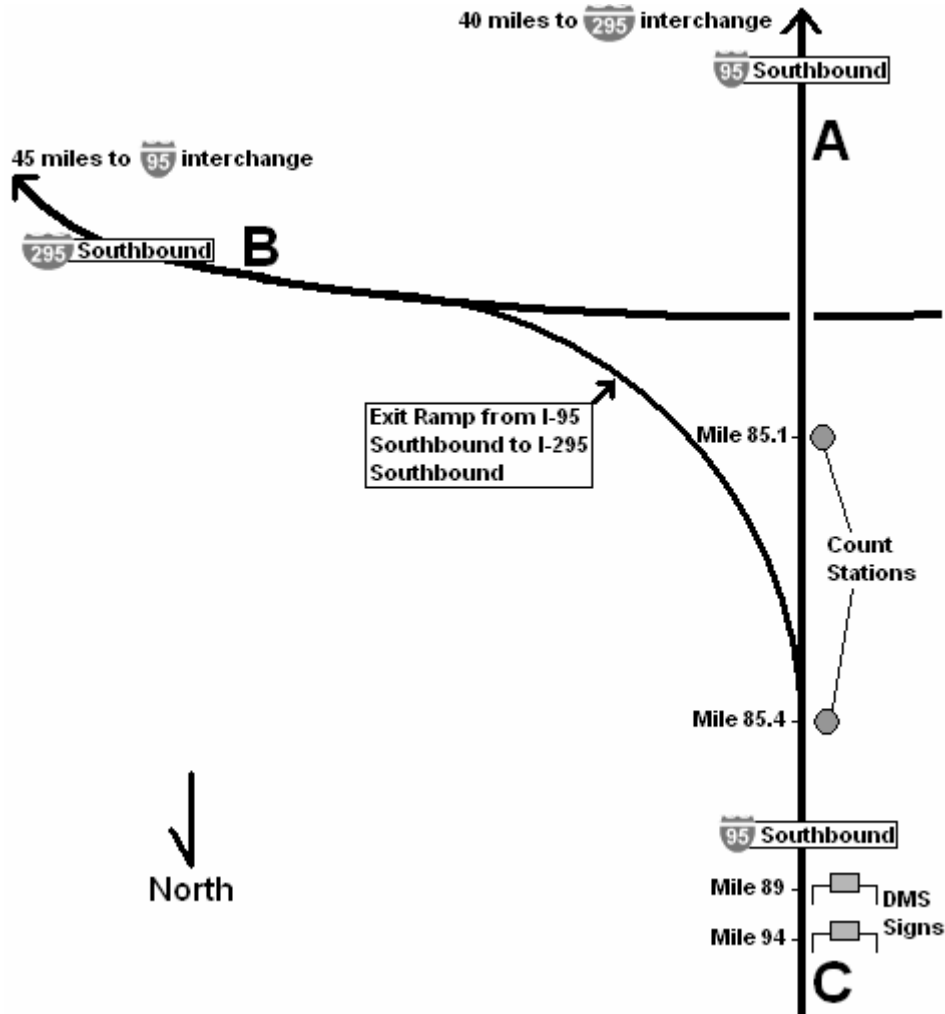 40 miles to 295 interchange
95 Southbound
A
45 miles to 95 interchange
295 Southbound
B
Exit Ramp from I-95
Southbound to I-295
Southbound
Mile 85.1
Count
Stations
Mile 85.4
95 Southbound
North
Mile 89
DMS
Signs
Mile 94
C